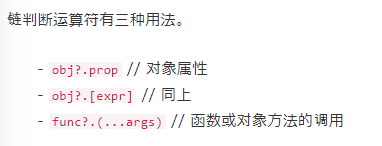 链判断运算符有三种用法。
- obj?.prop // 对象属性
- obj?.[expr] // 同上
- func?.(...args) // 函数或对象方法的调用